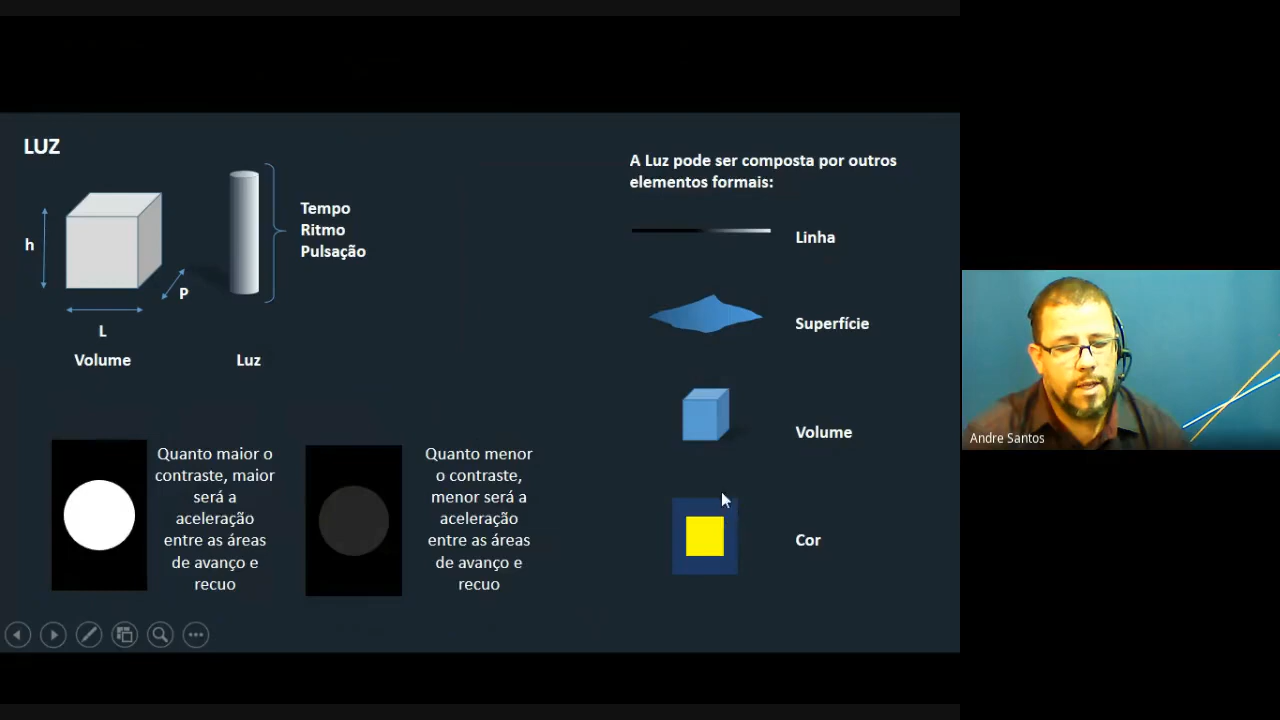 LUZ
h
L
P
Volume
Luz
Tempo
Ritmo
Pulsação
Quanto maior o
contraste, maior
será a
aceleração
entre as áreas
de avanço e
recuo
Quanto menor
o contraste,
menor será a
aceleração
entre as áreas
de avanço e
recuo
A Luz pode ser composta por outros
elementos formais:
Linha
Superfície
Volume
Cor
Andre Santos